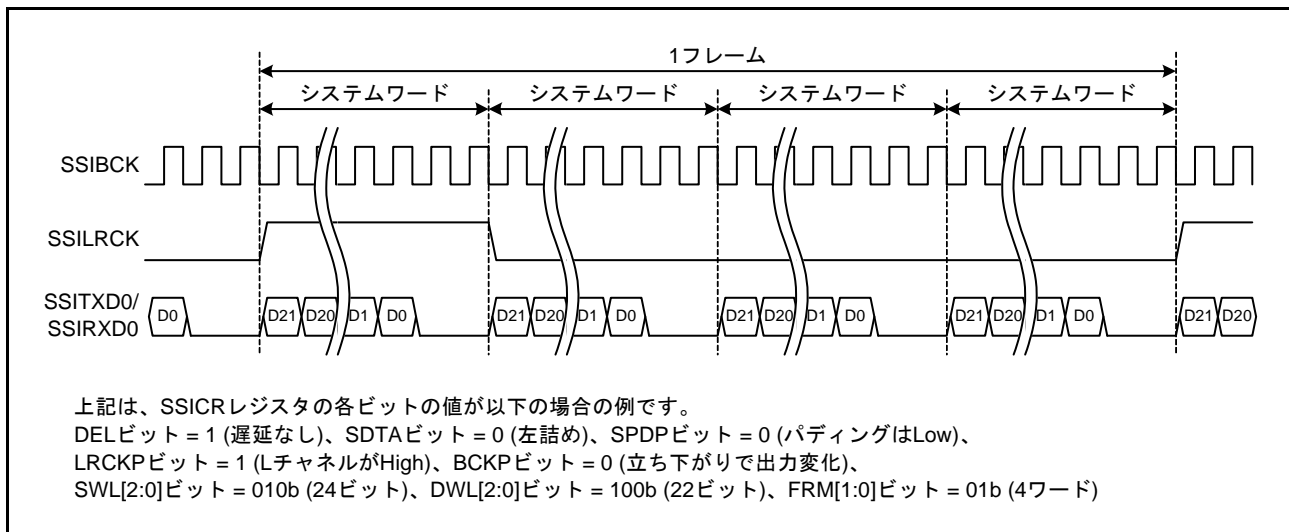 1フレーム
システムワード システムワード システムワード システムワード
SSIBCK
SSILRCK
SSITXD0/
SSIRXD0
D0 D21 D20 D1 D0 D21 D20 D1 D0 D21 D20 D1 D0 D21 D20 D1 D0 D21 D20
上記は、SSICRレジスタの各ビットの値が以下の場合の例です。
DELビット = 1 (遅延なし)、SDTAビット = 0 (左詰め)、SPDPビット = 0 (パディングはLow)、
LRCKPビット = 1 (LチャネルがHigh)、BCKPビット = 0 (立ち下がりで出力変化)、
SWL[2:0]ビット = 010b (24ビット)、DWL[2:0]ビット = 100b (22ビット)、FRM[1:0]ビット = 01b (4ワード)